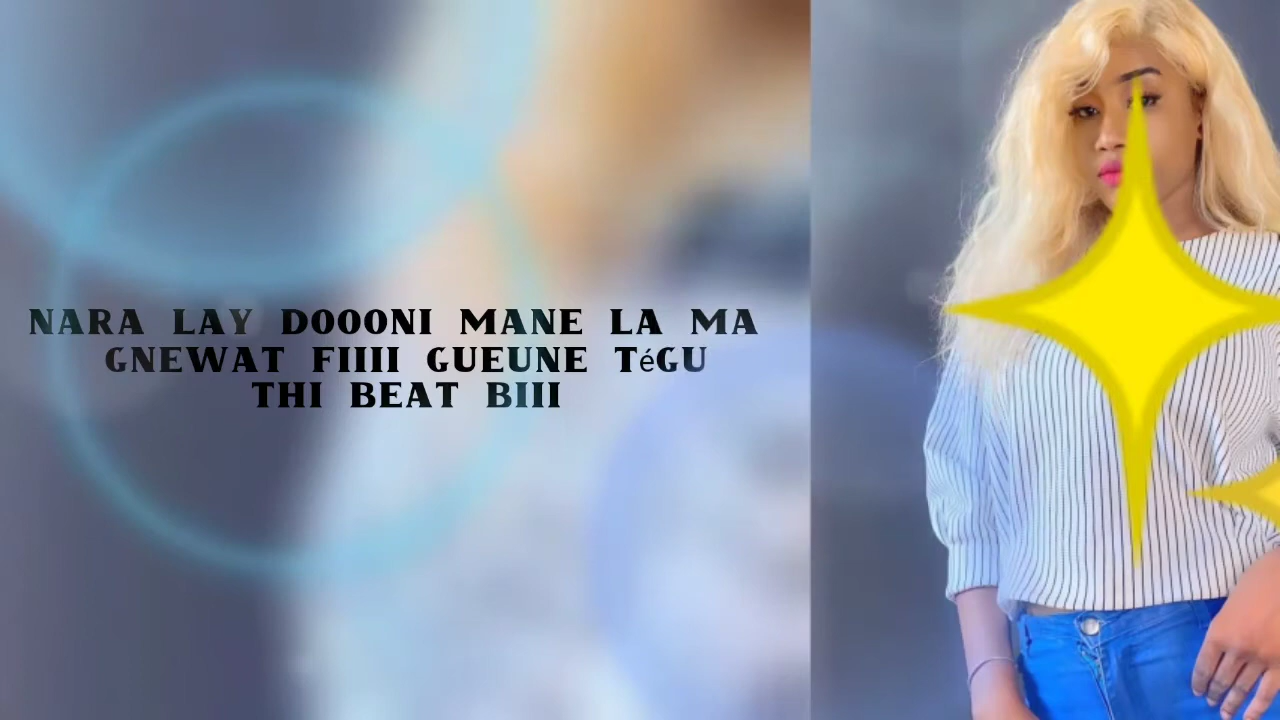 NARA LAY DOOONI MANE LA MA
GNEWAT FIIII GUEUNE TéGU
THI BEAT BIII